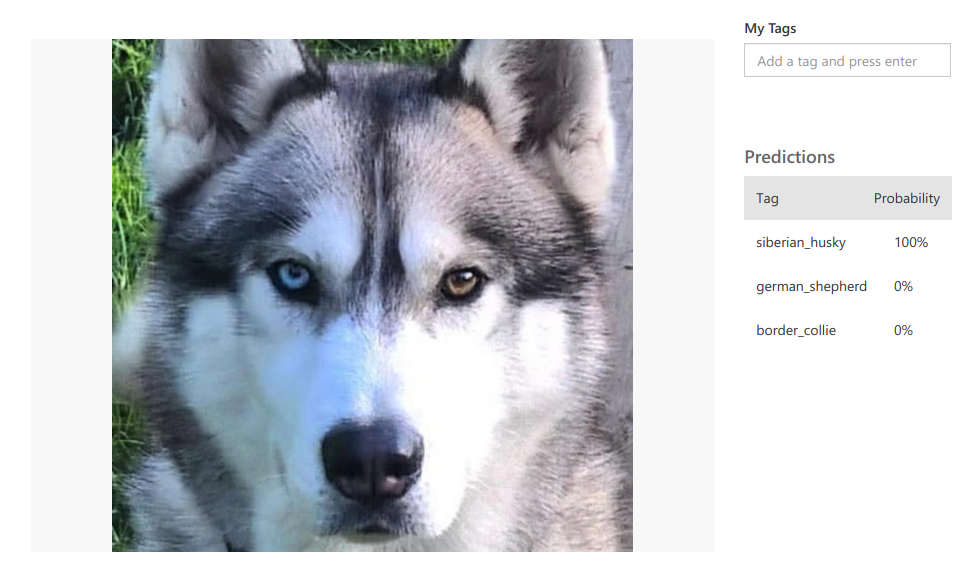 My Tags
Add a tag and press enter
Predictions
Tag Probability
siberian_husky 100%
german_shepherd 0%
border_collie 0%